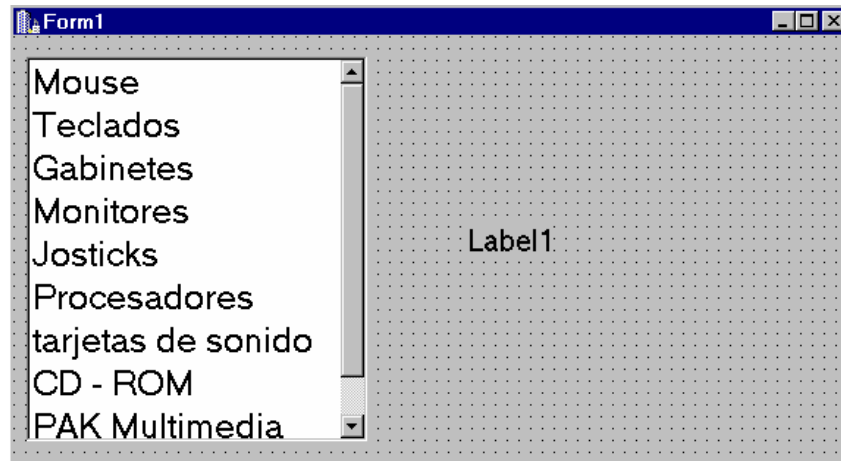 Form1
Mouse
Teclados
Gabinetes
Monitores
Josticks
Procesadores
tarjetas de sonido
CD - ROM
PAK Multimedia
Label1